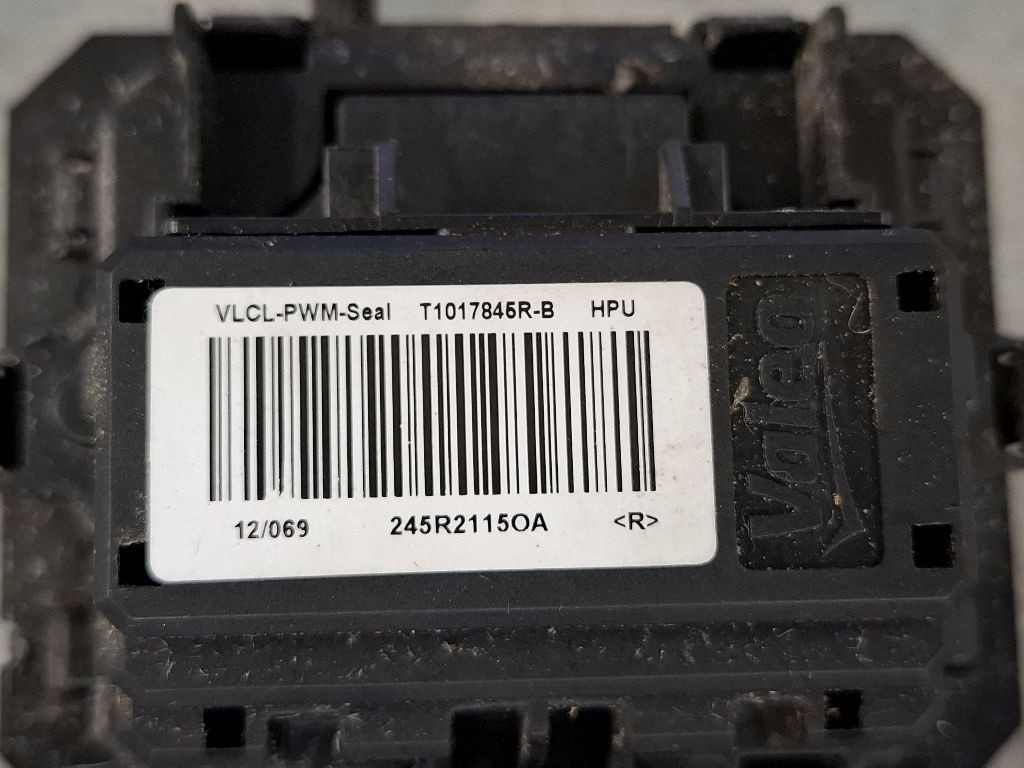 VLCL-PWM-Seal T1017845R-B HPU
12/069 245R2115OA <R>
Valeo